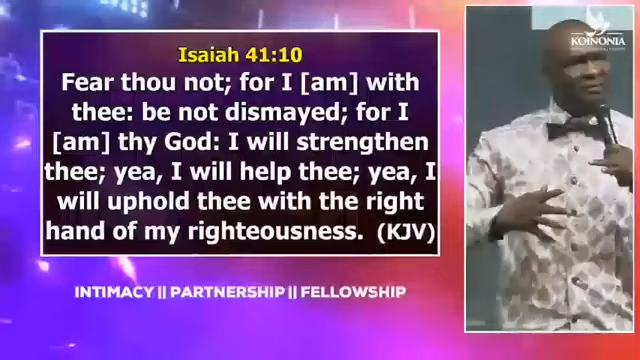 Isaiah 41:10
Fear thou not; for I [am] with
thee: be not dismayed; for I
[am] thy God: I will strengthen
thee; yea, I will help thee; yea, I
will uphold thee with the right
hand of my righteousness. (KJV)
INTIMACY || PARTNERSHIP || FELLOWSHIP
KOINONIA